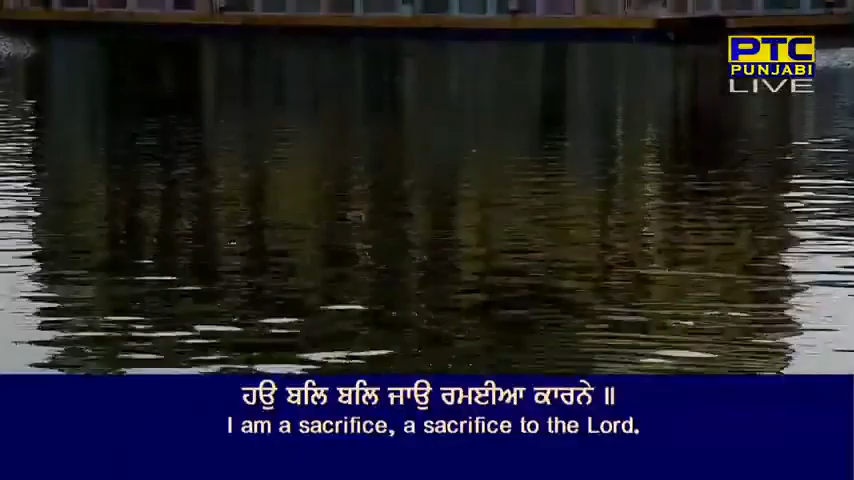 PTC
PUNJABI
LIVE
ਹਉ ਬਲਿ ਬਲਿ ਜਾਉ ਰਮਈਆ ਕਾਰਨੇ ॥
I am a sacrifice, a sacrifice to the Lord.